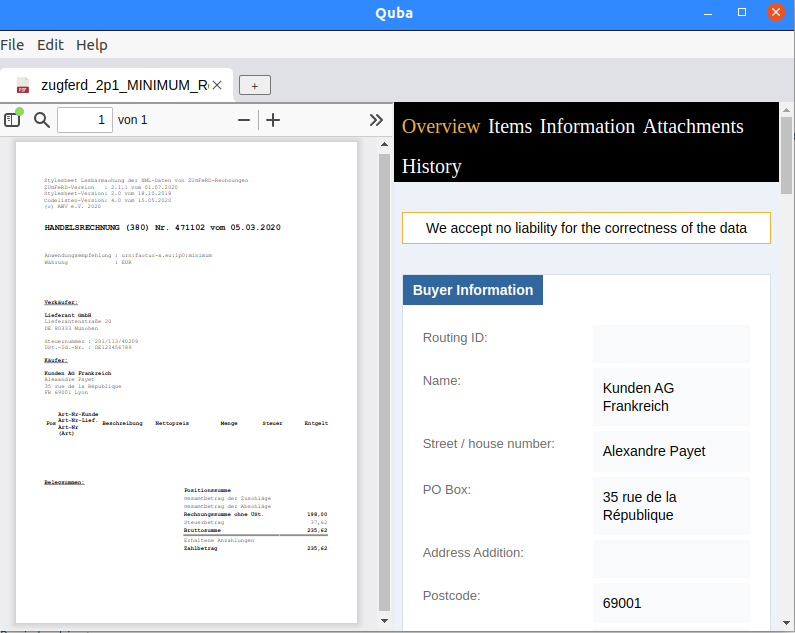 Quba
File Edit Help
zugferd_2p1_MINIMUM_R
1 von 1
Stylesheet Lesbarmachung der XML-Daten von ZUGFeRD-Rechnungen
ZUGFeRD-Version : 2.1.1 vom 01.07.2020
Stylesheet-Version: 2.0 vom 18.10.2019
Codelisten-Version: 4.0 vom 15.05.2020
(c) AWV e.V. 2020
HANDELSRECHNUNG (380) Nr. 471102 vom 05.03.2020
Anwendungsempfehlung : urn:factur-x.eu:1p0:minimum
Währung : EUR
Verkäufer:
Lieferant GmbH
Lieferantenstraße 20
DE 80333 München
Steuernummer : 201/113/40209
USt.-Id.-Nr. : DE123456789
Käufer:
Kunden AG Frankreich
Alexandre Payet
35 rue de la République
FR 69001 Lyon
Art-Nr-Kunde
Art-Nr-Lief.
Pos Art-Nr Beschreibung Nettopreis Menge Steuer Entgelt
(Art)
Belegsummen:
Positionssumme
Gesamtbetrag der Zuschläge
Gesamtbetrag der Abschläge
Rechnungssumme ohne USt. 198,00
Steuerbetrag 37,62
Bruttosumme 235,62
Erhaltene Anzahlungen
Zahlbetrag 235,62
Overview Items Information Attachments
History
We accept no liability for the correctness of the data
Buyer Information
Routing ID:
Name: Kunden AG
Frankreich
Street / house number: Alexandre Payet
PO Box: 35 rue de la
République
Address Addition:
Postcode: 69001